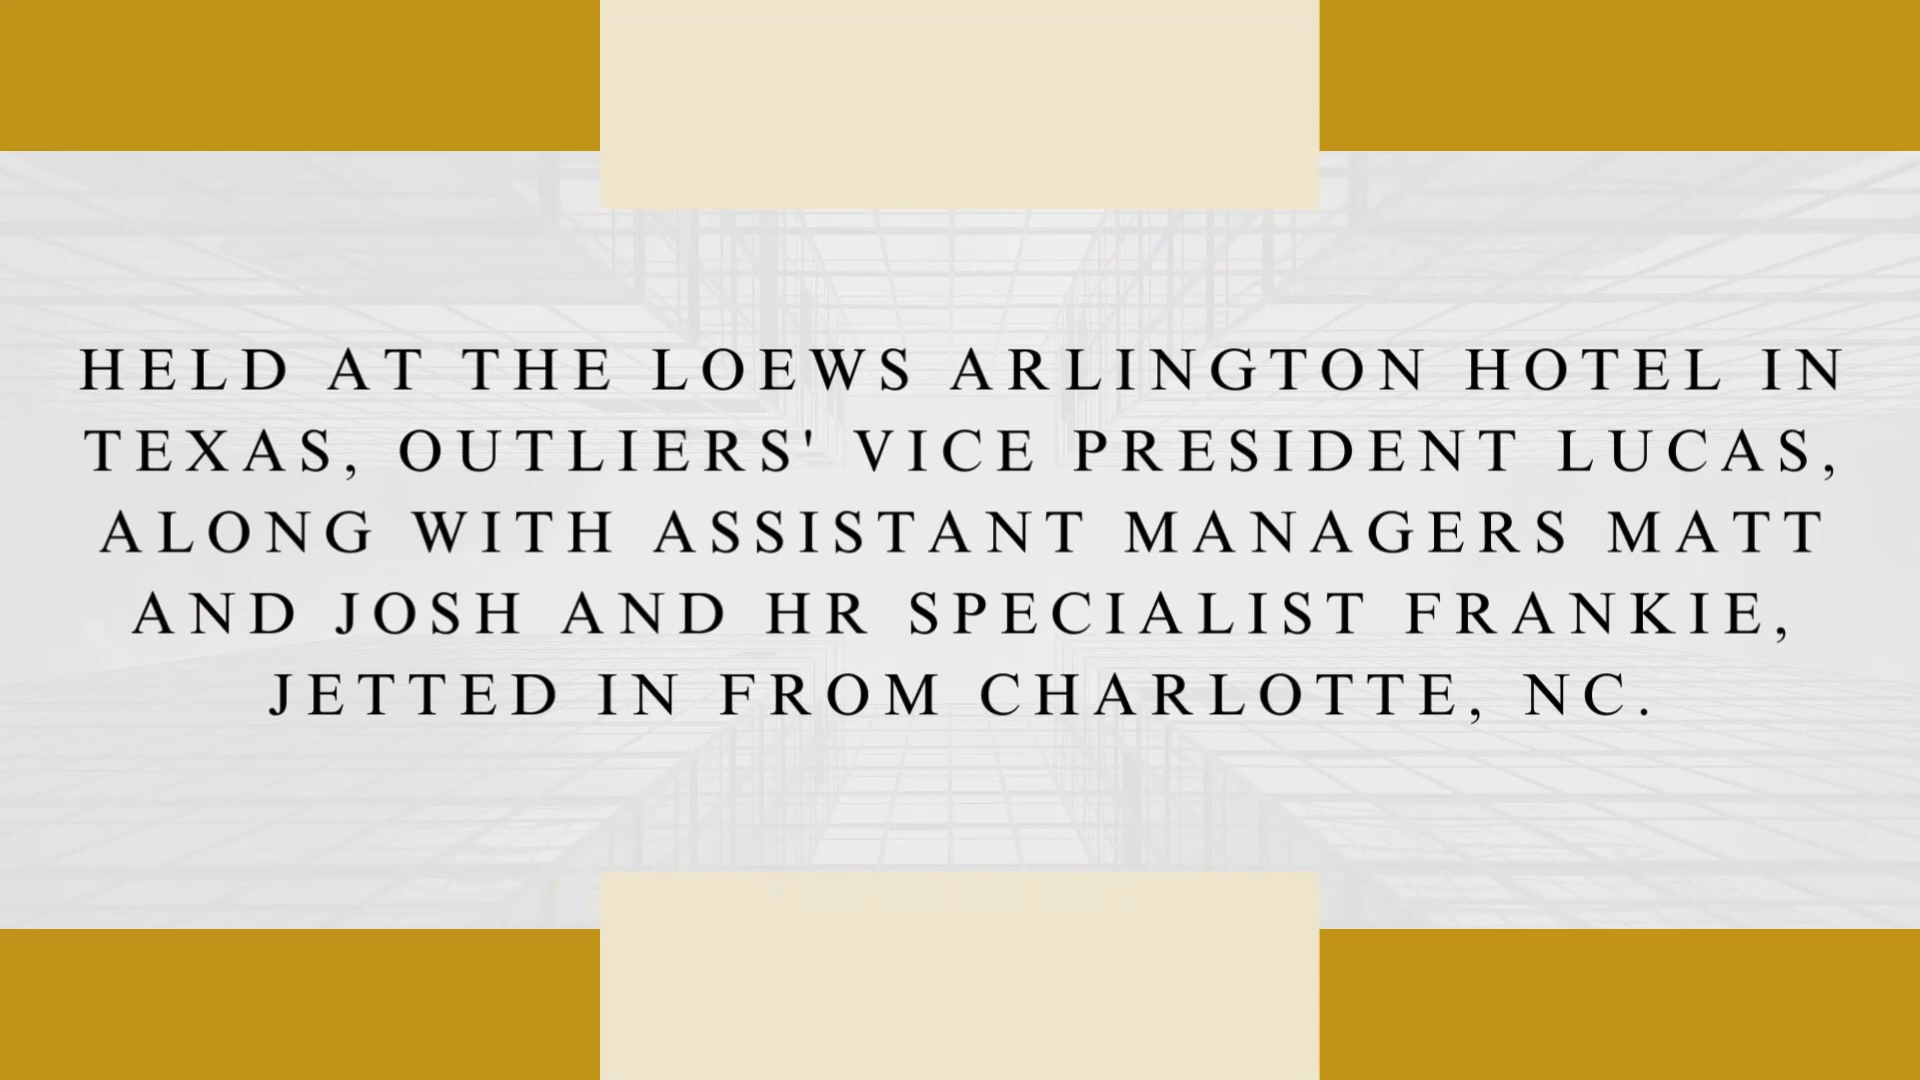 HELD AT THE LOEWS ARLINGTON HOTEL IN
TEXAS, OUTLIERS' VICE PRESIDENT LUCAS,
ALONG WITH ASSISTANT MANAGERS MATT
AND JOSH AND HR SPECIALIST FRANKIE,
JETTED IN FROM CHARLOTTE, NC.